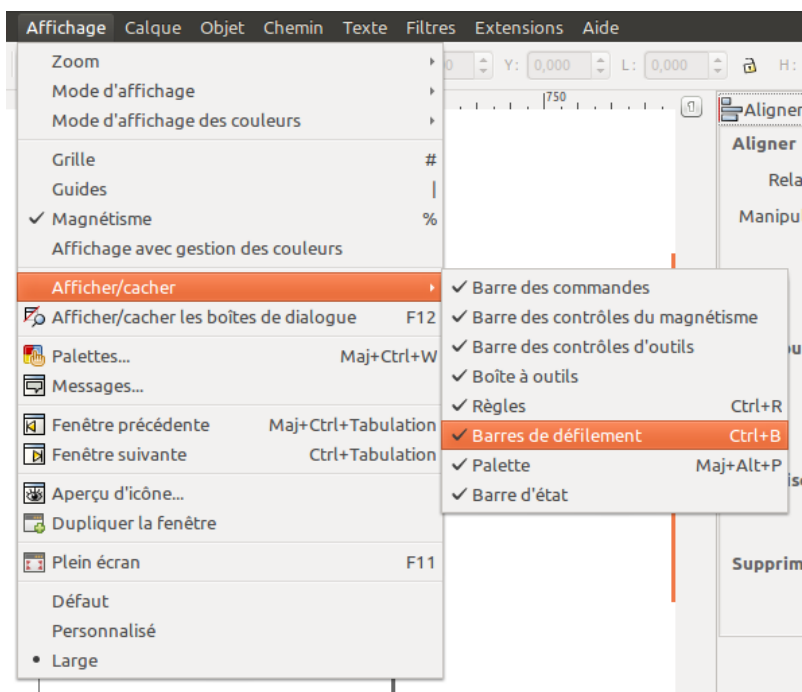 Affichage Calque Objet Chemin Texte Filtres Extensions Aide
Y: 0,000 L: 0,000 H:
Zoom
Mode d'affichage
Mode d'affichage des couleurs
750
Aligner
Aligner
Grille #
Guides |
Magnétisme %
Affichage avec gestion des couleurs
Afficher/cacher
Afficher/cacher les boîtes de dialogue F12
Palettes... Maj+Ctrl+W
Messages...
Fenêtre précédente Maj+Ctrl+Tabulation
Fenêtre suivante Ctrl+Tabulation
Aperçu d'icône...
Dupliquer la fenêtre
Plein écran F11
Défaut
Personnalisé
Large
Barre des commandes
Barre des contrôles du magnétisme
Barre des contrôles d'outils
Boîte à outils
Règles Ctrl+R
Barres de défilement Ctrl+B
Palette Maj+Alt+P
Barre d'état
Rela
Manipul
Supprim